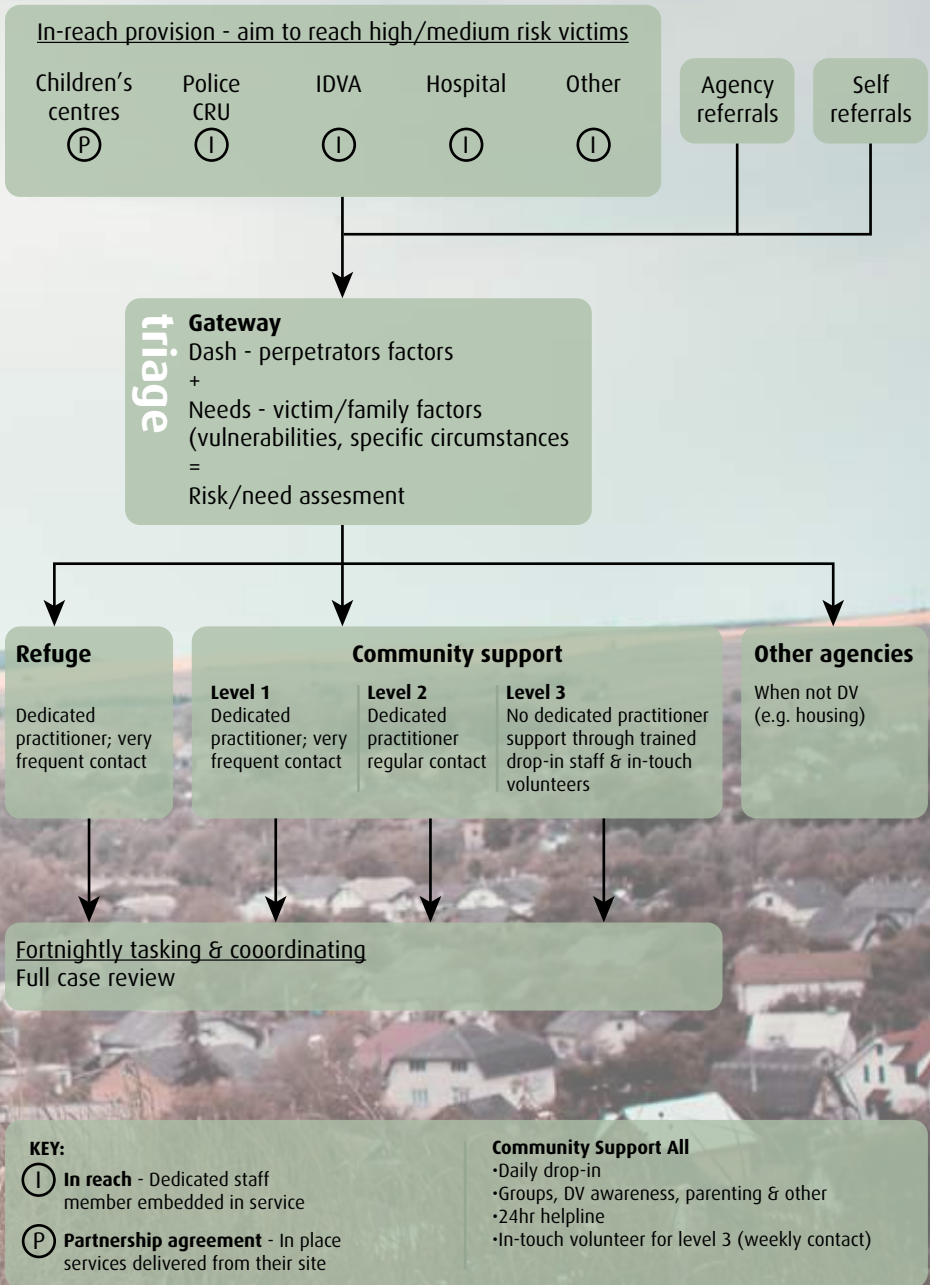 In-reach provision - aim to reach high/medium risk victims
Children's
centres
P
Police
CRU
I
IDVA
I
Hospital
I
Other
I
Agency
referrals
Self
referrals
triage
Gateway
Dash - perpetrators factors
+
Needs - victim/family factors
(vulnerabilities, specific circumstances
=
Risk/need assesment
Refuge
Dedicated
practitioner; very
frequent contact
Community support
Level 1
Dedicated
practitioner; very
frequent contact
Level 2
Dedicated
practitioner
regular contact
Level 3
No dedicated practitioner
support through trained
drop-in staff & in-touch
volunteers
Other agencies
When not DV
(e.g. housing)
Fortnightly tasking & cooordinating
Full case review
KEY:
I In reach - Dedicated staff
member embedded in service
P Partnership agreement - In place
services delivered from their site
Community Support All
•Daily drop-in
•Groups, DV awareness, parenting & other
•24hr helpline
•In-touch volunteer for level 3 (weekly contact)